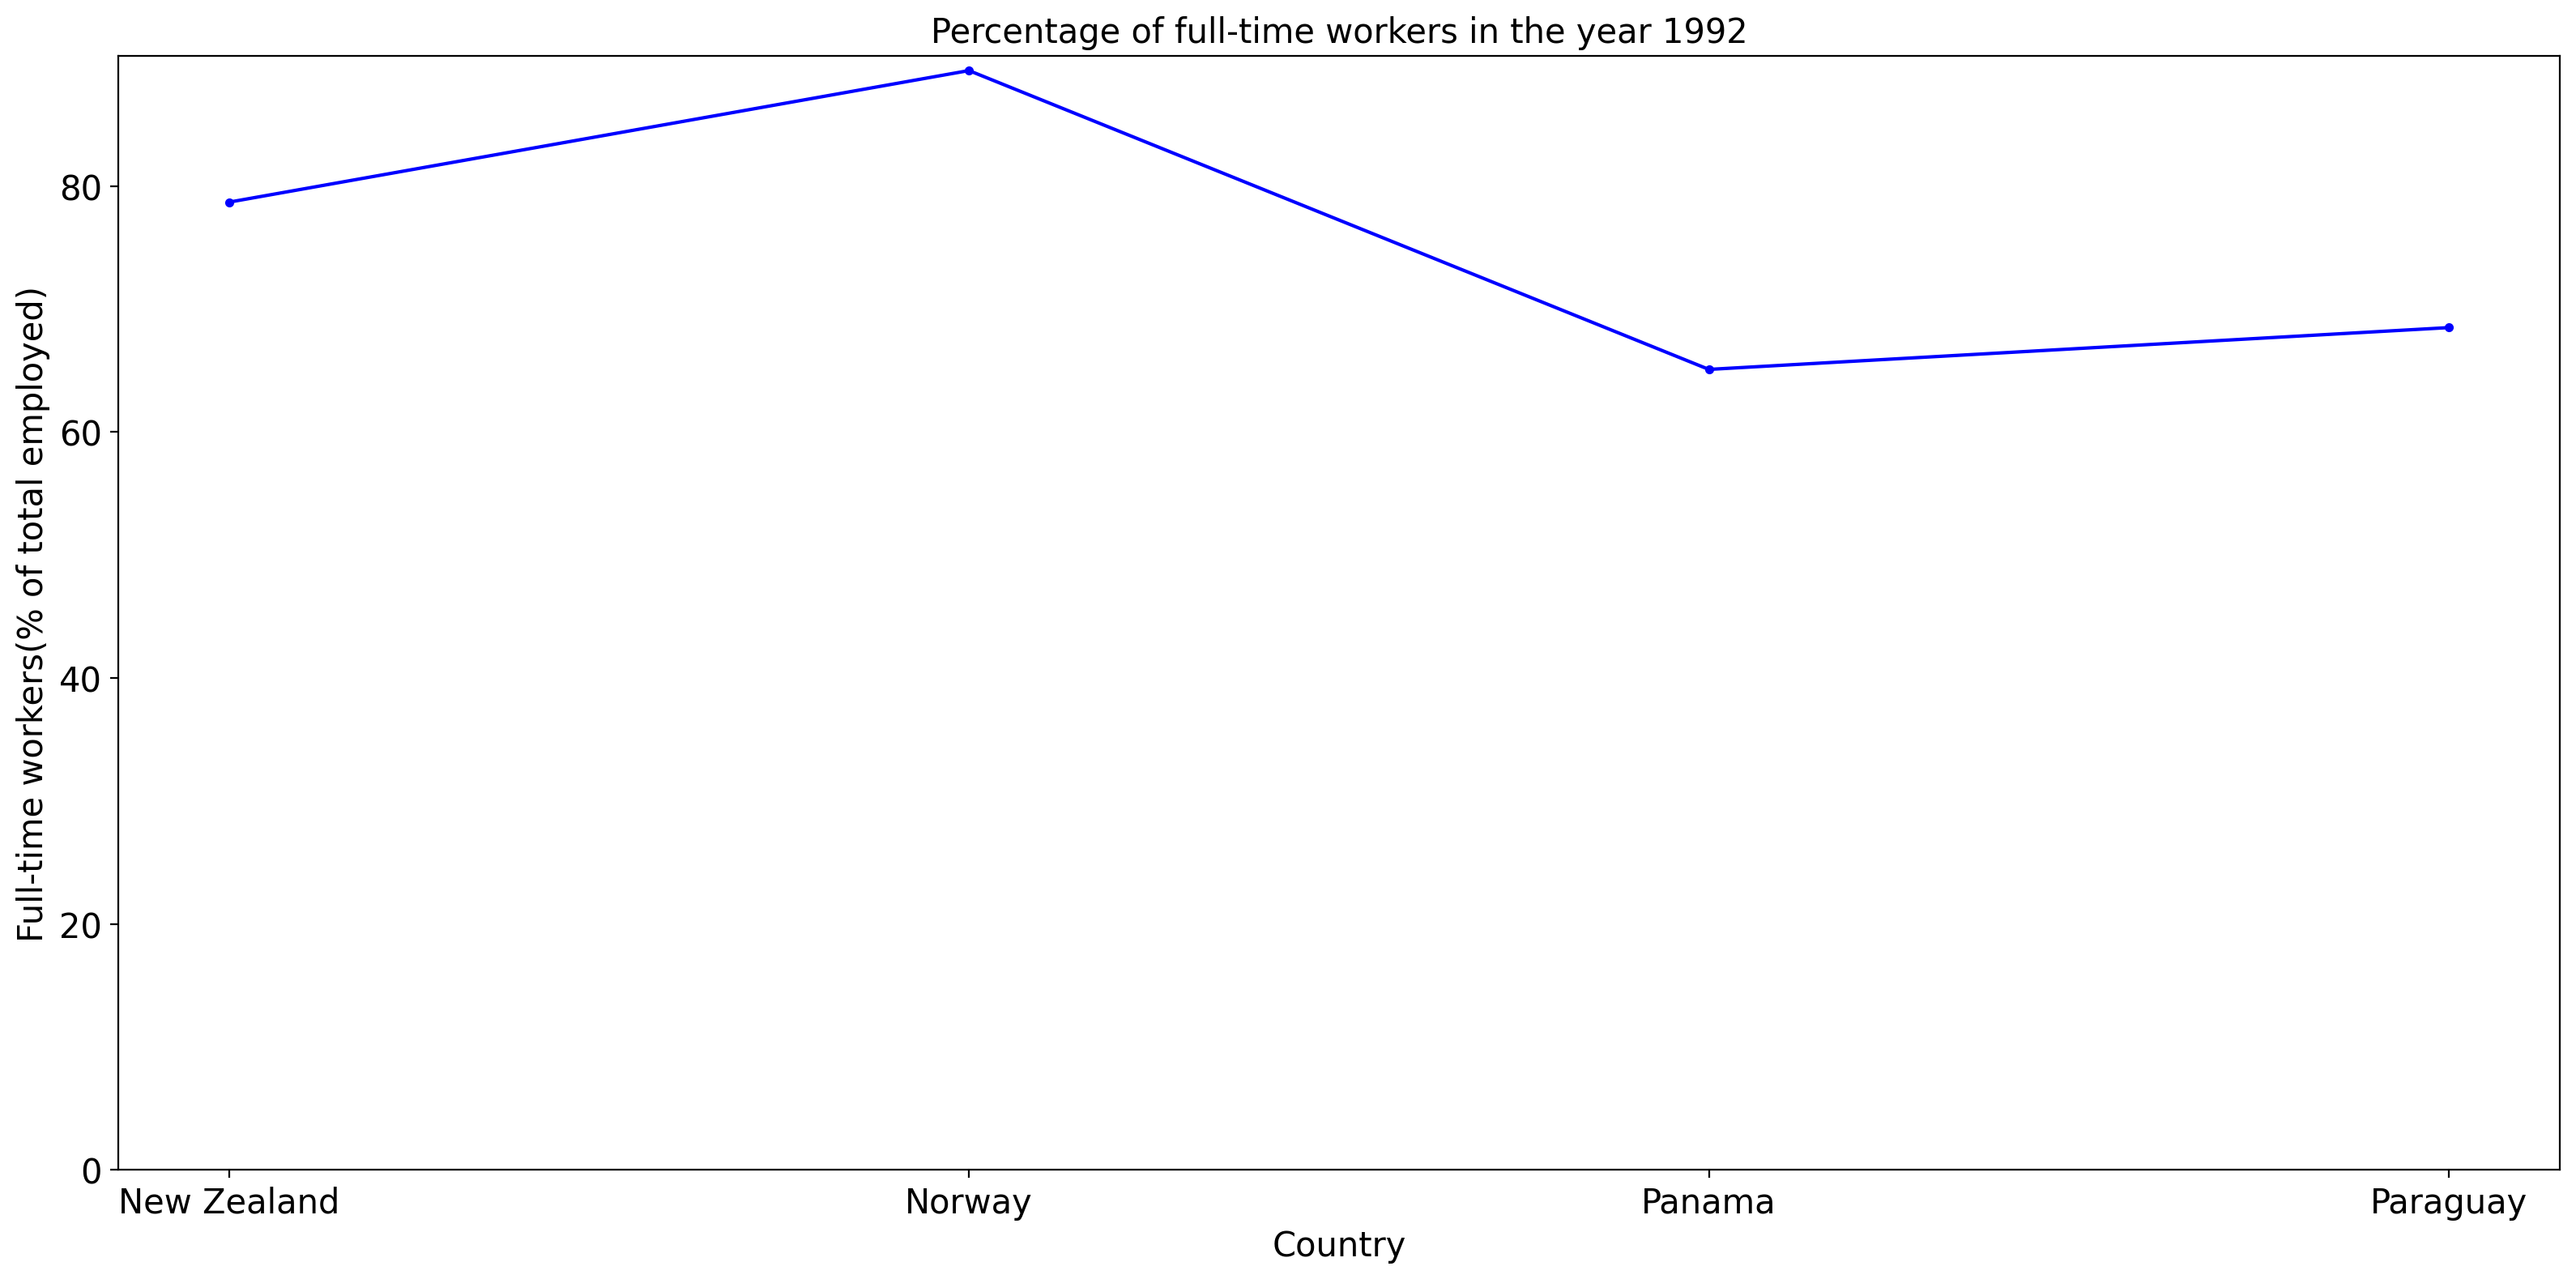 Percentage of full-time workers in the year 1992
Full-time workers(% of total employed)
80
60
40
20
0
New Zealand Norway Panama Paraguay
Country